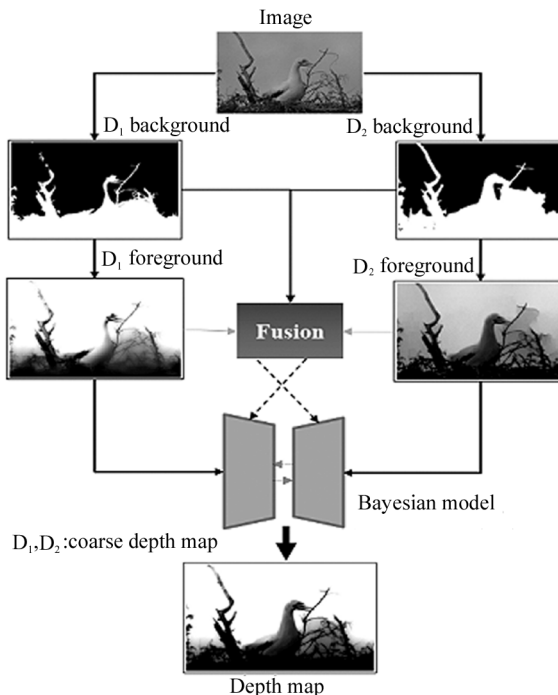 Image
D₁ background
D₂ background
D₁ foreground
D₂ foreground
Fusion
Bayesian model
D₁,D₂:coarse depth map
Depth map